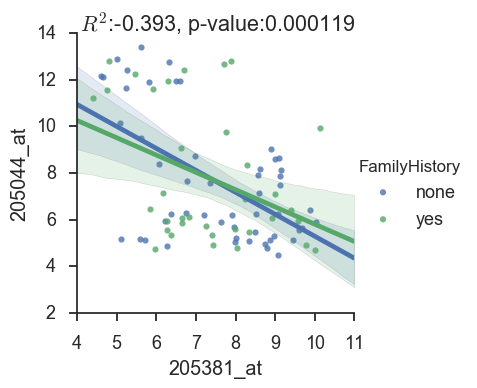 R²:-0.393, p-value:0.000119
14
12
10
8
6
4
2
205044_at
4 5 6 7 8 9 10 11
205381_at
FamilyHistory
none
yes